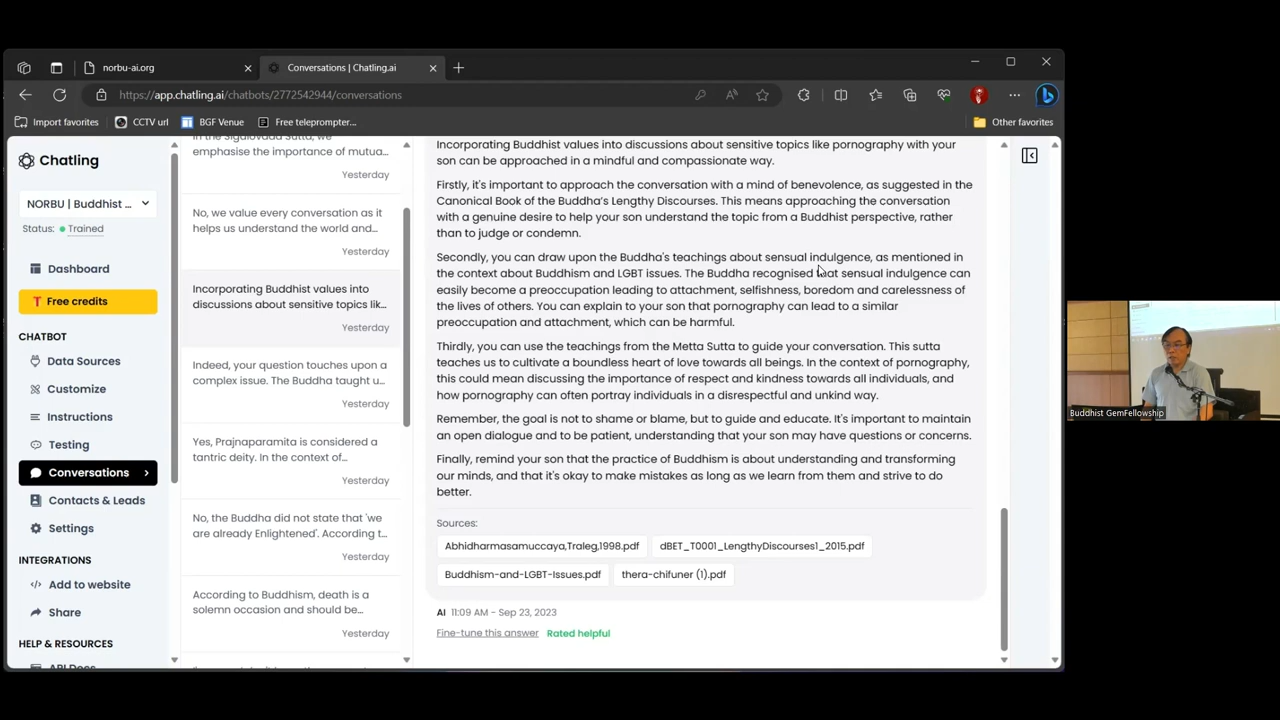 norbu-ai.org
Conversations | Chatling.ai
https://app.chatling.ai/chatbots/2772542944/conversations
Import favorites
CCTV url
BGF Venue
Free teleprompter...
Other favorites
Chatling
NORBU | Buddhist ...
Status: Trained
Dashboard
Free credits
CHATBOT
Data Sources
Customize
Instructions
Testing
Conversations
Contacts & Leads
Settings
INTEGRATIONS
Add to website
Share
HELP & RESOURCES
API Docs
In the Sigalovada Sutta, we
emphasise the importance of mutua...
Yesterday
No, we value every conversation as it
helps us understand the world and...
Yesterday
Incorporating Buddhist values into
discussions about sensitive topics lik...
Yesterday
Indeed, your question touches upon a
complex issue. The Buddha taught u...
Yesterday
Yes, Prajnaparamita is considered a
tantric deity. In the context of...
Yesterday
No, the Buddha did not state that 'we
are already Enlightened'. According t...
Yesterday
According to Buddhism, death is a
solemn occasion and should be...
Yesterday
Incorporating Buddhist values into discussions about sensitive topics like pornography with your
son can be approached in a mindful and compassionate way.
Firstly, it's important to approach the conversation with a mind of benevolence, as suggested in the
Canonical Book of the Buddha's Lengthy Discourses. This means approaching the conversation
with a genuine desire to help your son understand the topic from a Buddhist perspective, rather
than to judge or condemn.
Secondly, you can draw upon the Buddha's teachings about sensual indulgence, as mentioned in
the context about Buddhism and LGBT issues. The Buddha recognised that sensual indulgence can
easily become a preoccupation leading to attachment, selfishness, boredom and carelessness of
the lives of others. You can explain to your son that pornography can lead to a similar
preoccupation and attachment, which can be harmful.
Thirdly, you can use the teachings from the Metta Sutta to guide your conversation. This sutta
teaches us to cultivate a boundless heart of love towards all beings. In the context of pornography,
this could mean discussing the importance of respect and kindness towards all individuals, and
how pornography can often portray individuals in a disrespectful and unkind way.
Remember, the goal is not to shame or blame, but to guide and educate. It's important to maintain
an open dialogue and to be patient, understanding that your son may have questions or concerns.
Finally, remind your son that the practice of Buddhism is about understanding and transforming
our minds, and that it's okay to make mistakes as long as we learn from them and strive to do
better.
Sources:
Abhidharmasamuccaya,Traleg,1998.pdf
dBET_T0001_LengthyDiscourses1_2015.pdf
Buddhism-and-LGBT-Issues.pdf
thera-chifuner (1).pdf
AI 11:09 AM - Sep 23, 2023
Fine-tune this answer Rated helpful
Buddhist GemFellowship